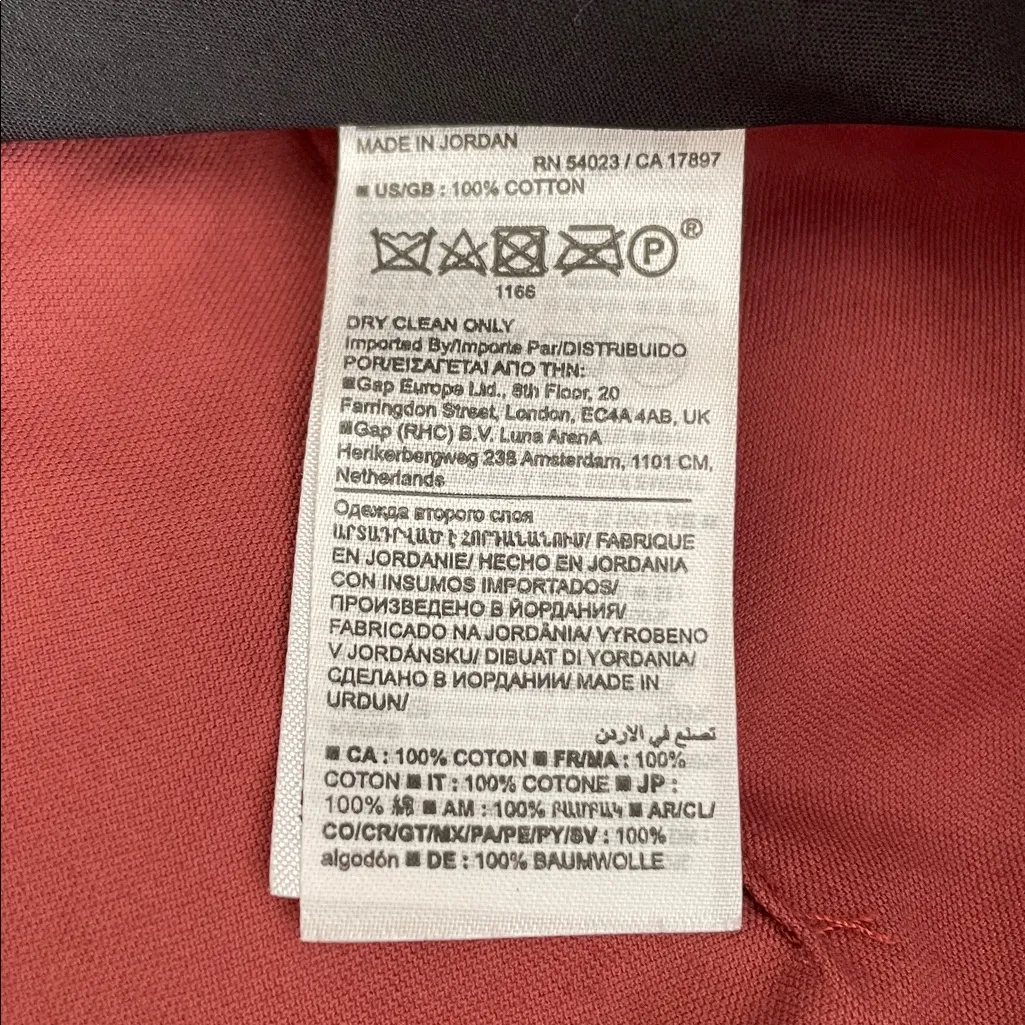 MADE IN JORDAN
RN 54023 / CA 17897
■ US/GB : 100% COTTON
P ®
1166
DRY CLEAN ONLY
Imported By/Importe Par/DISTRIBUIDO
POR/ΕΙΣΑΓΕΤΑΙ ΑΠΟ ΤΗΝ:
■Gap Europe Ltd., 6th Floor, 20
Farringdon Street, London, EC4A 4AB, UK
■Gap (RHC) B.V. Luna ArenA
Herikerbergweg 238 Amsterdam, 1101 CM,
Netherlands
Одежда второго слоя
ԱՐՏԱԴՐՎԱԾ Է ՀՈՐԴԱՆԱՆՈՒՄ/ FABRIQUE
EN JORDANIE/ HECHO EN JORDANIA
CON INSUMOS IMPORTADOS/
ПРОИЗВЕДЕНО В ЙОРДАНИЯ/
FABRICADO NA JORDÂNIA/ VYROBENO
V JORDÁNSKU/ DIBUAT DI YORDANIA/
СДЕЛАНО В ИОРДАНИИ/ MADE IN
URDUN/
تصنع في الاردن
■ CA : 100% COTON ■ FR/MA : 100%
COTON ■ IT : 100% COTONE ■ JP :
100% 綿 ■ AM : 100% ԲԱՄԲԱԿ ■ AR/CL/
CO/CR/GT/MX/PA/PE/PY/SV : 100%
algodón ■ DE : 100% BAUMWOLLE